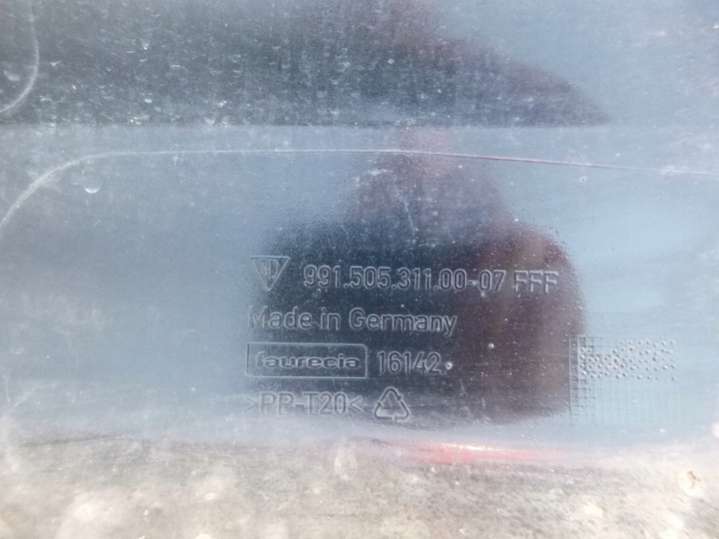 991.505.311.00-07 FFF
Made in Germany
faurecia 16142
>PP-T20<